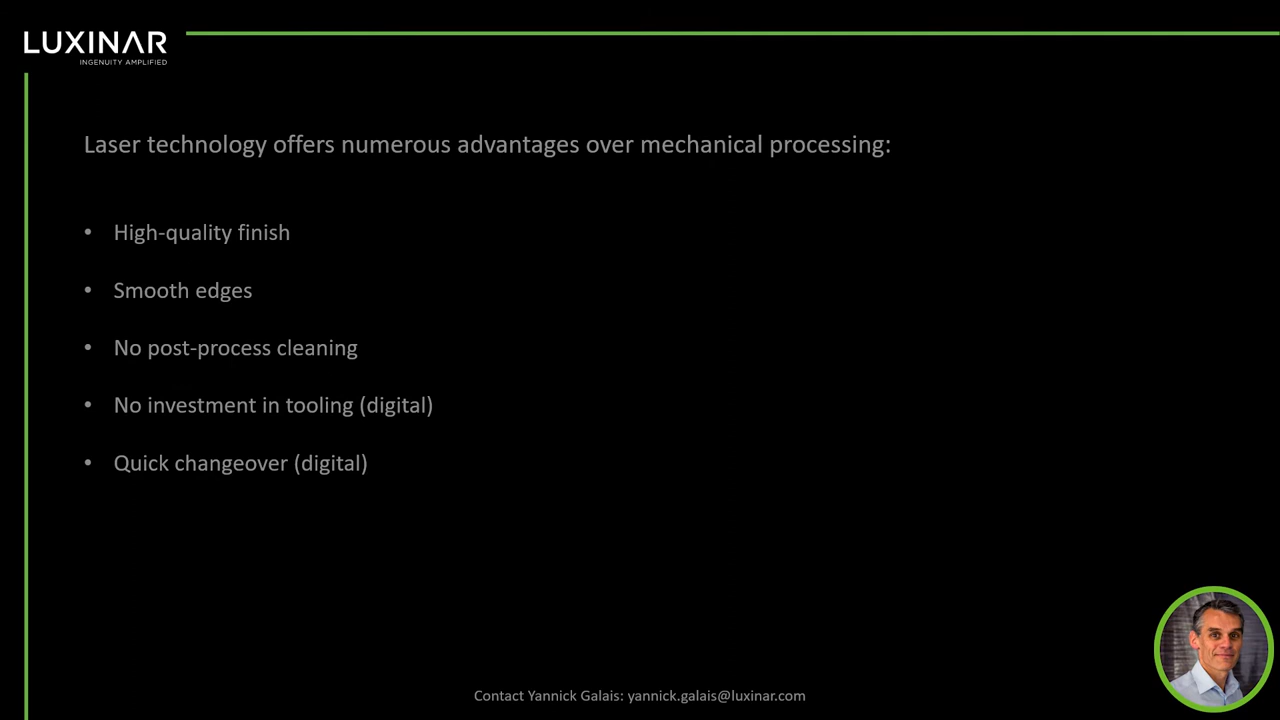 LUXINAR
INGENUITY AMPLIFIED
Laser technology offers numerous advantages over mechanical processing:
• High-quality finish
• Smooth edges
• No post-process cleaning
• No investment in tooling (digital)
• Quick changeover (digital)
Contact Yannick Galais: yannick.galais@luxinar.com